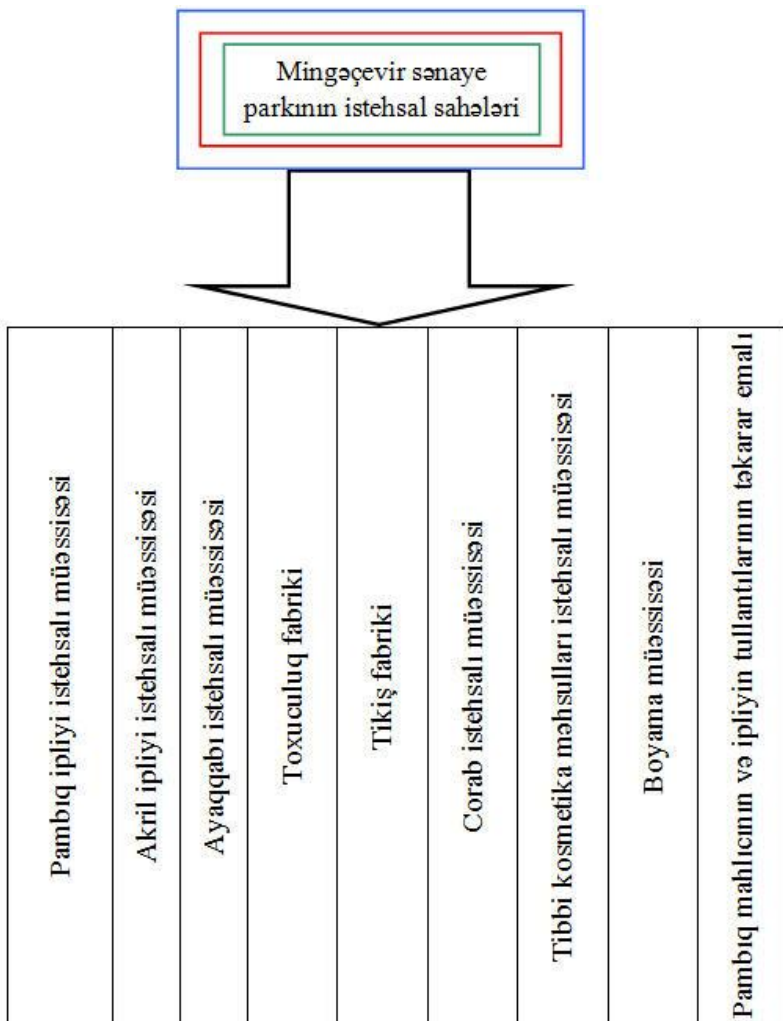 Mingəçevir sənaye
parkının istehsal sahələri
Pambıq ipliyi istehsalı müəssisəsi
Akril ipliyi istehsalı müəssisəsi
Ayaqqabı istehsalı müəssisəsi
Toxuculuq fabriki
Tikiş fabriki
Corab istehsalı müəssisəsi
Tibbi kosmetika məhsulları istehsalı müəssisəsi
Boyama müəssisəsi
Pambıq mahlıcının və ipliyin tullantılarının təkarar emalı